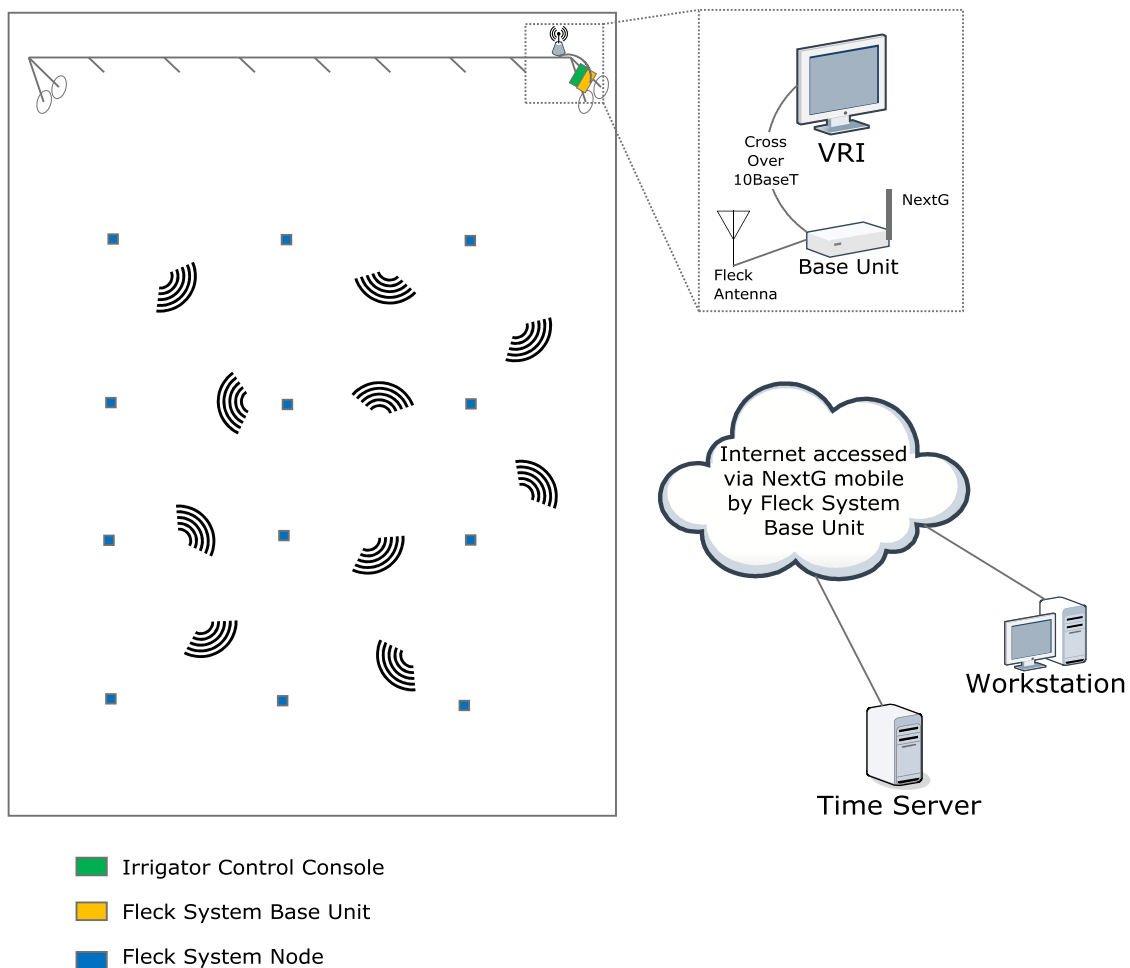 Cross
Over
10BaseT
VRI
NextG
Base Unit
Fleck
Antenna
Internet accessed
via NextG mobile
by Fleck System
Base Unit
Workstation
Time Server
Irrigator Control Console
Fleck System Base Unit
Fleck System Node